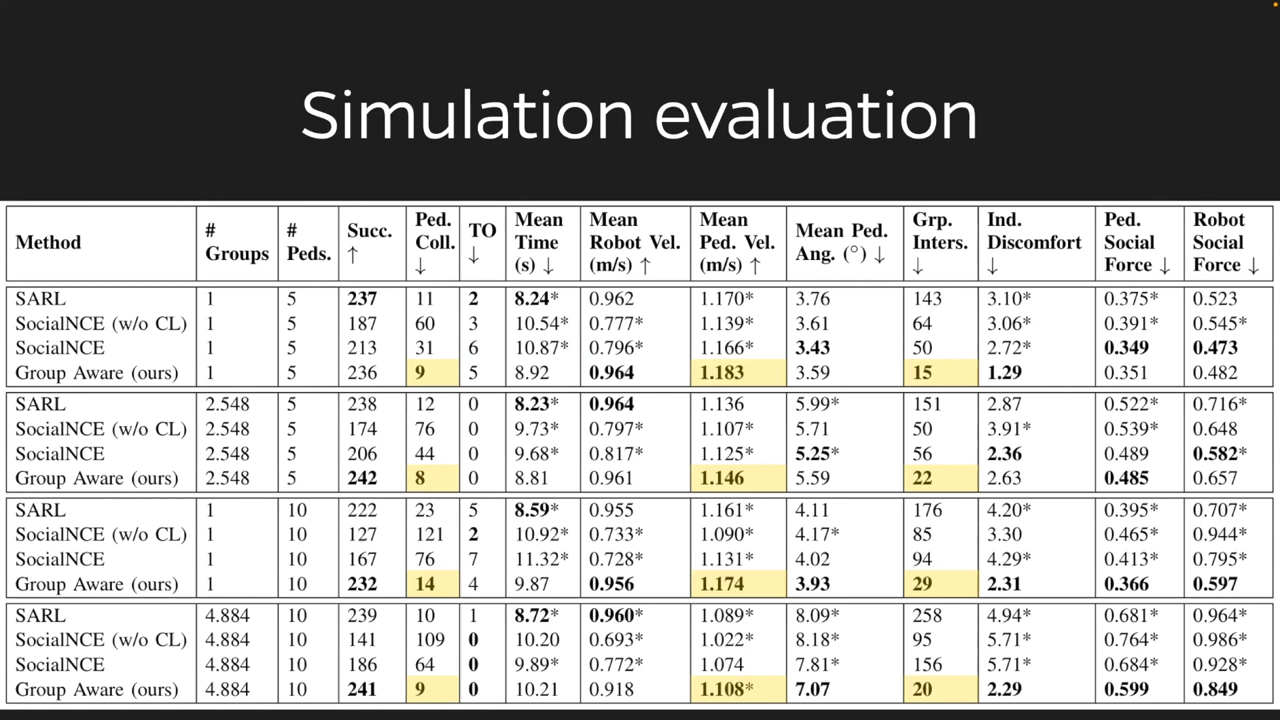 Simulation evaluation
Method | # Groups | # Peds. | Succ. ↑ | Ped. Coll. ↓ | TO ↓ | Mean Time (s) ↓ | Mean Robot Vel. (m/s) ↑ | Mean Ped. Vel. (m/s) ↑ | Mean Ped. Ang. (°) ↓ | Grp. Inters. ↓ | Ind. Discomfort ↓ | Ped. Social Force ↓ | Robot Social Force ↓
SARL | 1 | 5 | 237 | 11 | 2 | 8.24* | 0.962 | 1.170* | 3.76 | 143 | 3.10* | 0.375* | 0.523
SocialNCE (w/o CL) | 1 | 5 | 187 | 60 | 3 | 10.54* | 0.777* | 1.139* | 3.61 | 64 | 3.06* | 0.391* | 0.545*
SocialNCE | 1 | 5 | 213 | 31 | 6 | 10.87* | 0.796* | 1.166* | 3.43 | 50 | 2.72* | 0.349 | 0.473
Group Aware (ours) | 1 | 5 | 236 | 9 | 5 | 8.92 | 0.964 | 1.183 | 3.59 | 15 | 1.29 | 0.351 | 0.482
SARL | 2.548 | 5 | 238 | 12 | 0 | 8.23* | 0.964 | 1.136 | 5.99* | 151 | 2.87 | 0.522* | 0.716*
SocialNCE (w/o CL) | 2.548 | 5 | 174 | 76 | 0 | 9.73* | 0.797* | 1.107* | 5.71 | 50 | 3.91* | 0.539* | 0.648
SocialNCE | 2.548 | 5 | 206 | 44 | 0 | 9.68* | 0.817* | 1.125* | 5.25* | 56 | 2.36 | 0.489 | 0.582*
Group Aware (ours) | 2.548 | 5 | 242 | 8 | 0 | 8.81 | 0.961 | 1.146 | 5.59 | 22 | 2.63 | 0.485 | 0.657
SARL | 1 | 10 | 222 | 23 | 5 | 8.59* | 0.955 | 1.161* | 4.11 | 176 | 4.20* | 0.395* | 0.707*
SocialNCE (w/o CL) | 1 | 10 | 127 | 121 | 2 | 10.92* | 0.733* | 1.090* | 4.17* | 85 | 3.30 | 0.465* | 0.944*
SocialNCE | 1 | 10 | 167 | 76 | 7 | 11.32* | 0.728* | 1.131* | 4.02 | 94 | 4.29* | 0.413* | 0.795*
Group Aware (ours) | 1 | 10 | 232 | 14 | 4 | 9.87 | 0.956 | 1.174 | 3.93 | 29 | 2.31 | 0.366 | 0.597
SARL | 4.884 | 10 | 239 | 10 | 1 | 8.72* | 0.960* | 1.089* | 8.09* | 258 | 4.94* | 0.681* | 0.964*
SocialNCE (w/o CL) | 4.884 | 10 | 141 | 109 | 0 | 10.20 | 0.693* | 1.022* | 8.18* | 95 | 5.71* | 0.764* | 0.986*
SocialNCE | 4.884 | 10 | 186 | 64 | 0 | 9.89* | 0.772* | 1.074 | 7.81* | 156 | 5.71* | 0.684* | 0.928*
Group Aware (ours) | 4.884 | 10 | 241 | 9 | 0 | 10.21 | 0.918 | 1.108* | 7.07 | 20 | 2.29 | 0.599 | 0.849